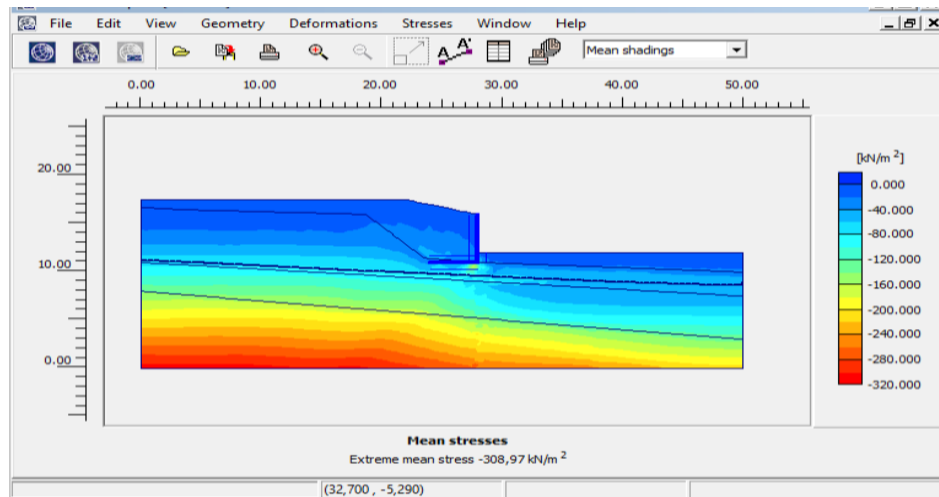 File Edit View Geometry Deformations Stresses Window Help
Mean shadings
0.00 10.00 20.00 30.00 40.00 50.00
20.00
10.00
0.00
[kN/m²]
0.000
-40.000
-80.000
-120.000
-160.000
-200.000
-240.000
-280.000
-320.000
Mean stresses
Extreme mean stress -308,97 kN/m²
(32,700 , -5,290)